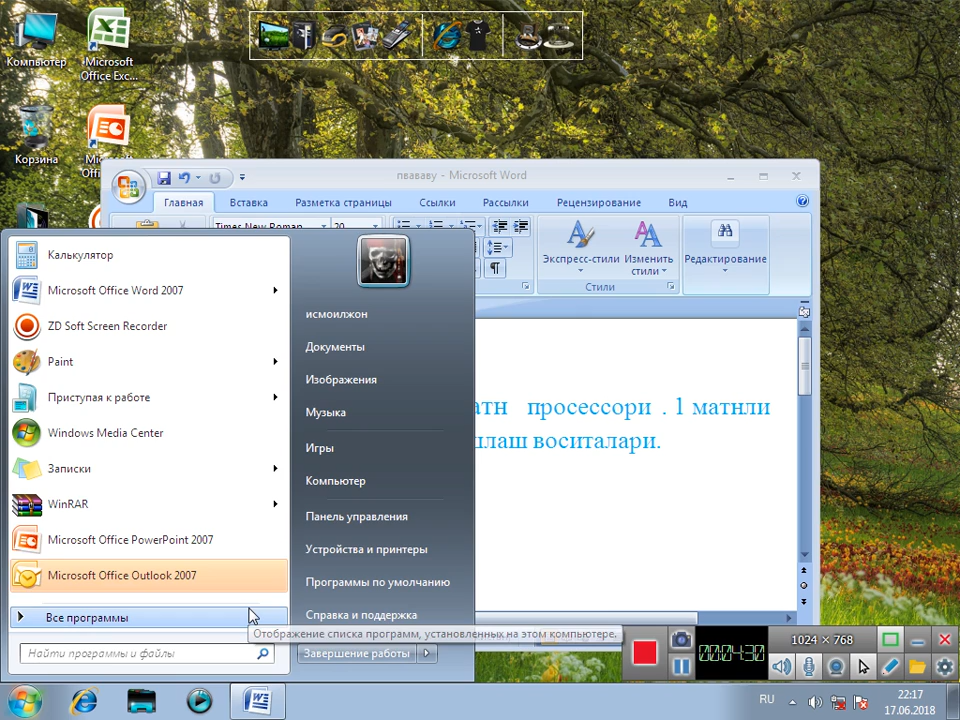 Компьютер
Microsoft
Office Exc...
Корзина
пвававу - Microsoft Word
Главная Вставка Разметка страницы Ссылки Рассылки Рецензирование Вид
Times New Roman 20
Экспресс-стили
Изменить стили
Редактирование
Стили
просессори . 1 матнли
воситалари.
Калькулятор
Microsoft Office Word 2007
ZD Soft Screen Recorder
Paint
Приступая к работе
Windows Media Center
Записки
WinRAR
Microsoft Office PowerPoint 2007
Microsoft Office Outlook 2007
Все программы
Найти программы и файлы
исмоилжон
Документы
Изображения
Музыка
Игры
Компьютер
Панель управления
Устройства и принтеры
Программы по умолчанию
Справка и поддержка
Отображение списка программ, установленных на этом компьютере.
Завершение работы
1024 × 768
00:04:30
RU
22:17
17.06.2018